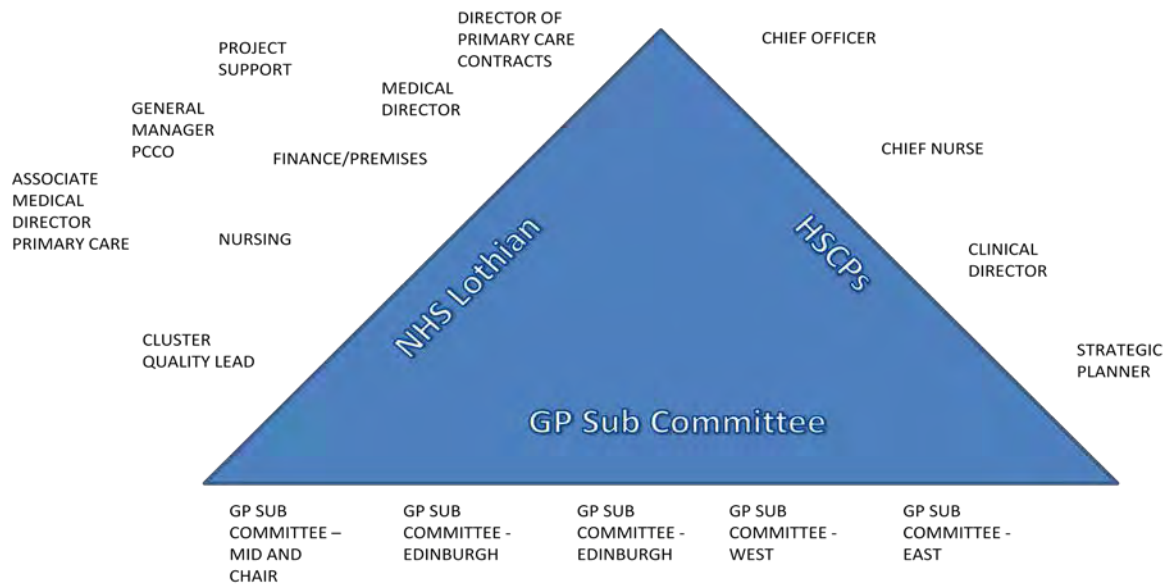 DIRECTOR OF
PRIMARY CARE
CONTRACTS
CHIEF OFFICER
PROJECT
SUPPORT
MEDICAL
DIRECTOR
GENERAL
MANAGER
PCCO
FINANCE/PREMISES
CHIEF NURSE
ASSOCIATE
MEDICAL
DIRECTOR
PRIMARY CARE
NURSING
CLINICAL
DIRECTOR
NHS Lothian
HSCPs
CLUSTER
QUALITY LEAD
STRATEGIC
PLANNER
GP Sub Committee
GP SUB
COMMITTEE –
MID AND
CHAIR
GP SUB
COMMITTEE -
EDINBURGH
GP SUB
COMMITTEE -
EDINBURGH
GP SUB
COMMITTEE -
WEST
GP SUB
COMMITTEE -
EAST